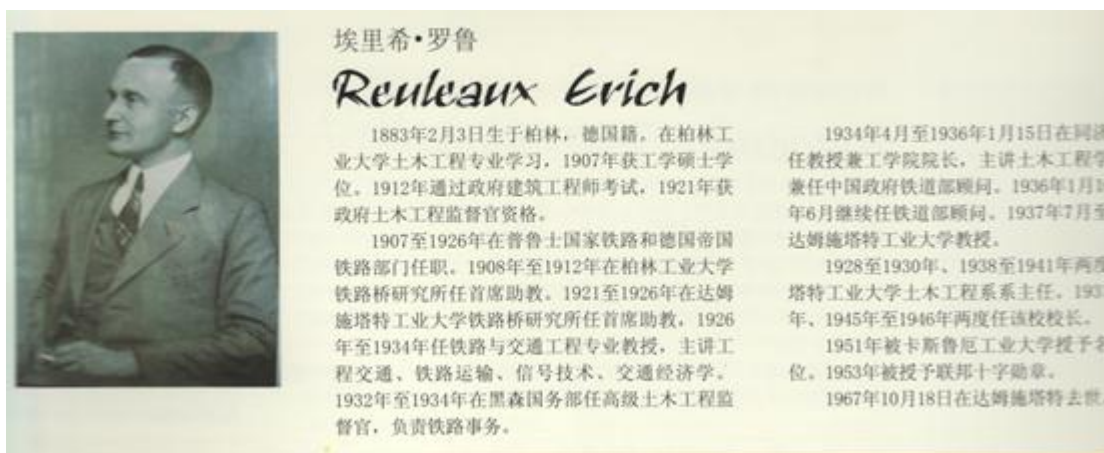 埃里希•罗鲁
Reuleaux Erich
1883年2月3日生于柏林，德国籍。在柏林工
业大学土木工程专业学习，1907年获工学硕士学
位。1912年通过政府建筑工程师考试，1921年获
政府土木工程监督官资格。
1907至1926年在普鲁士国家铁路和德国帝国
铁路部门任职。1908年至1912年在柏林工业大学
铁路桥研究所任首席助教。1921至1926年在达姆
施塔特工业大学铁路桥研究所任首席助教，1926
年至1934年任铁路与交通工程专业教授，主讲工
程交通、铁路运输、信号技术、交通经济学。
1932年至1934年在黑森国务部任高级土木工程监
督官，负责铁路事务。
1934年4月至1936年1月15日在同济
任教授兼工学院院长，主讲土木工程学
兼任中国政府铁道部顾问。1936年1月1
年6月继续任铁道部顾问。1937年7月至
达姆施塔特工业大学教授。
1928至1930年、1938至1941年两度
塔特工业大学土木工程系系主任。193
年、1945年至1946年两度任该校校长。
1951年被卡斯鲁厄工业大学授予名
位。1953年被授予联邦十字勋章。
1967年10月18日在达姆施塔特去世